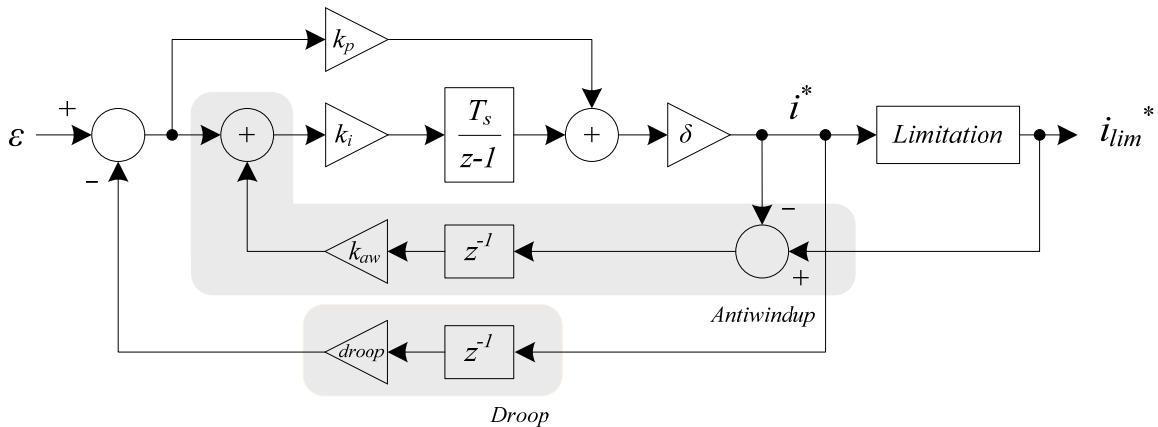 k_p
+
ε
−
+
k_i
T_s
z-1
+
δ
i^*
Limitation
i_lim^*
−
+
k_aw
z^-1
Antiwindup
droop
z^-1
Droop